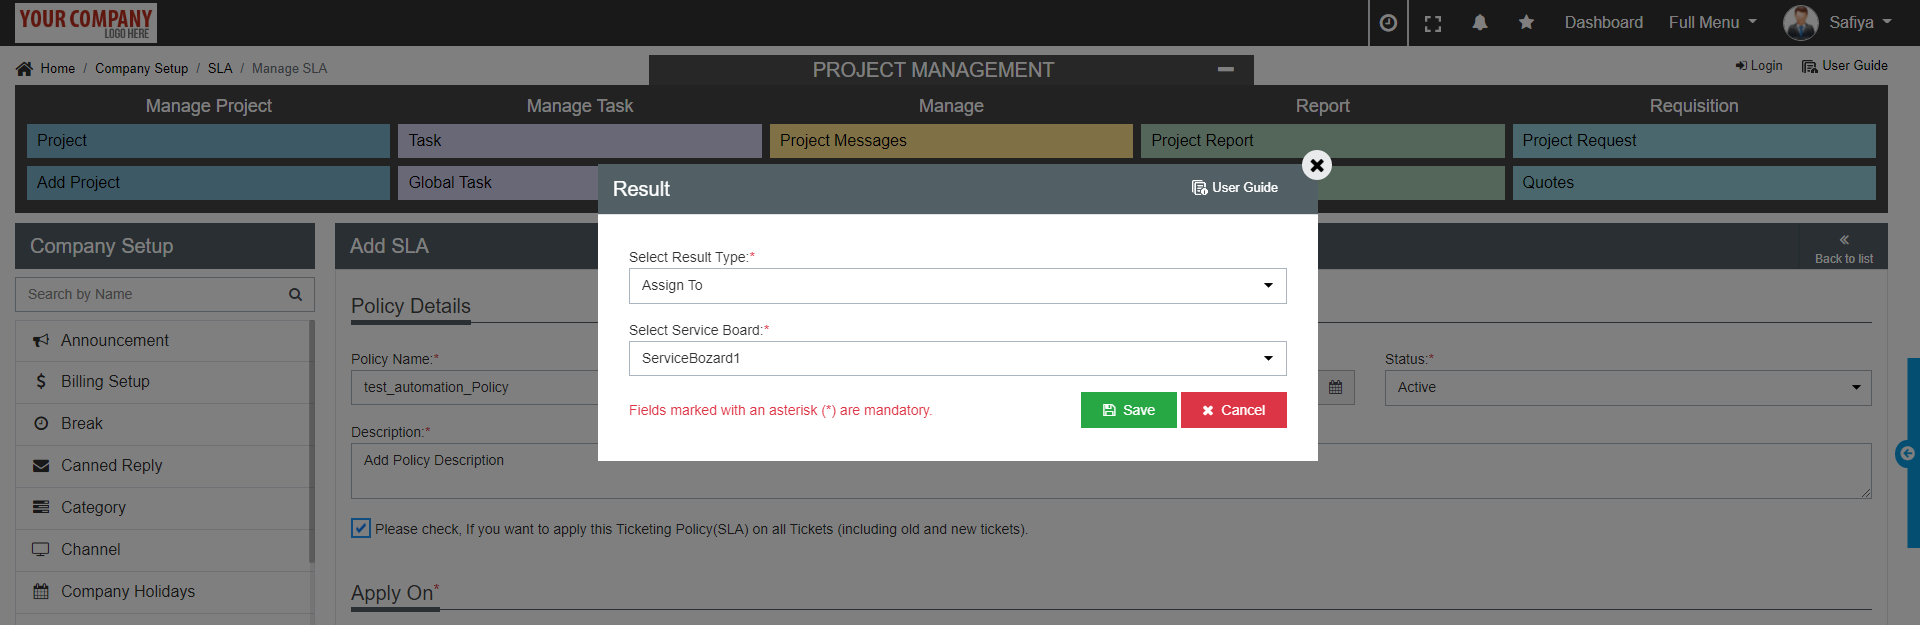 YOUR COMPANY
LOGO HERE
Dashboard
Full Menu
Safiya
Home / Company Setup / SLA / Manage SLA
PROJECT MANAGEMENT
Login
User Guide
Manage Project
Manage Task
Manage
Report
Requisition
Project
Task
Project Messages
Project Report
Project Request
Add Project
Global Task
Quotes
Result
User Guide
Select Result Type:*
Assign To
Select Service Board:*
ServiceBozard1
Fields marked with an asterisk (*) are mandatory.
Save
Cancel
Company Setup
Search by Name
Announcement
Billing Setup
Break
Canned Reply
Category
Channel
Company Holidays
Add SLA
Back to list
Policy Details
Policy Name:*
test_automation_Policy
Status:*
Active
Description:*
Add Policy Description
Please check, If you want to apply this Ticketing Policy(SLA) on all Tickets (including old and new tickets).
Apply On*